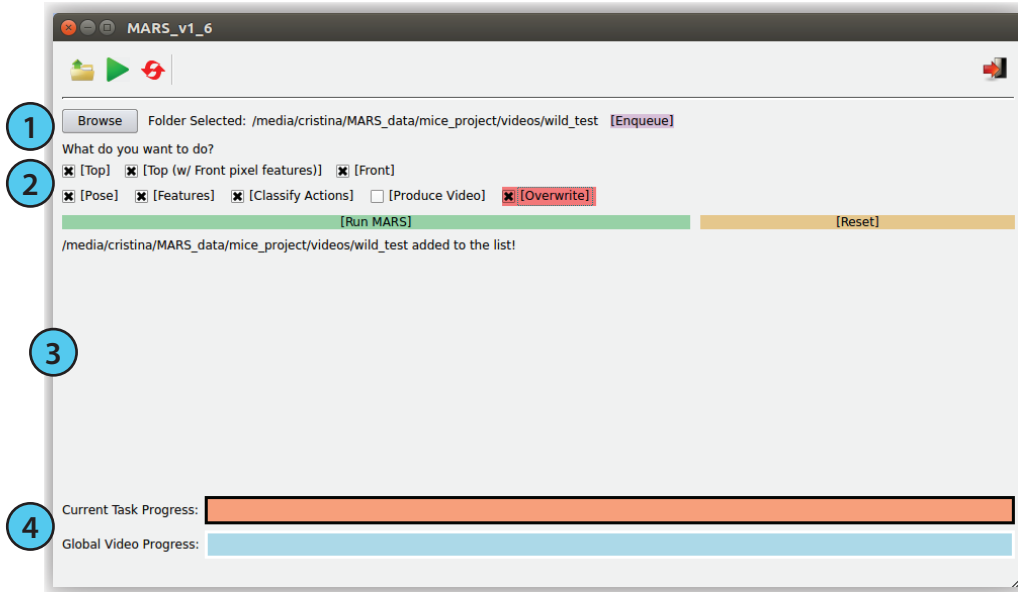 MARS_v1_6
1
Browse Folder Selected: /media/cristina/MARS_data/mice_project/videos/wild_test [Enqueue]
What do you want to do?
2
[Top] [Top (w/ Front pixel features)] [Front]
[Pose] [Features] [Classify Actions] [Produce Video] [Overwrite]
[Run MARS] [Reset]
/media/cristina/MARS_data/mice_project/videos/wild_test added to the list!
3
4
Current Task Progress:
Global Video Progress: